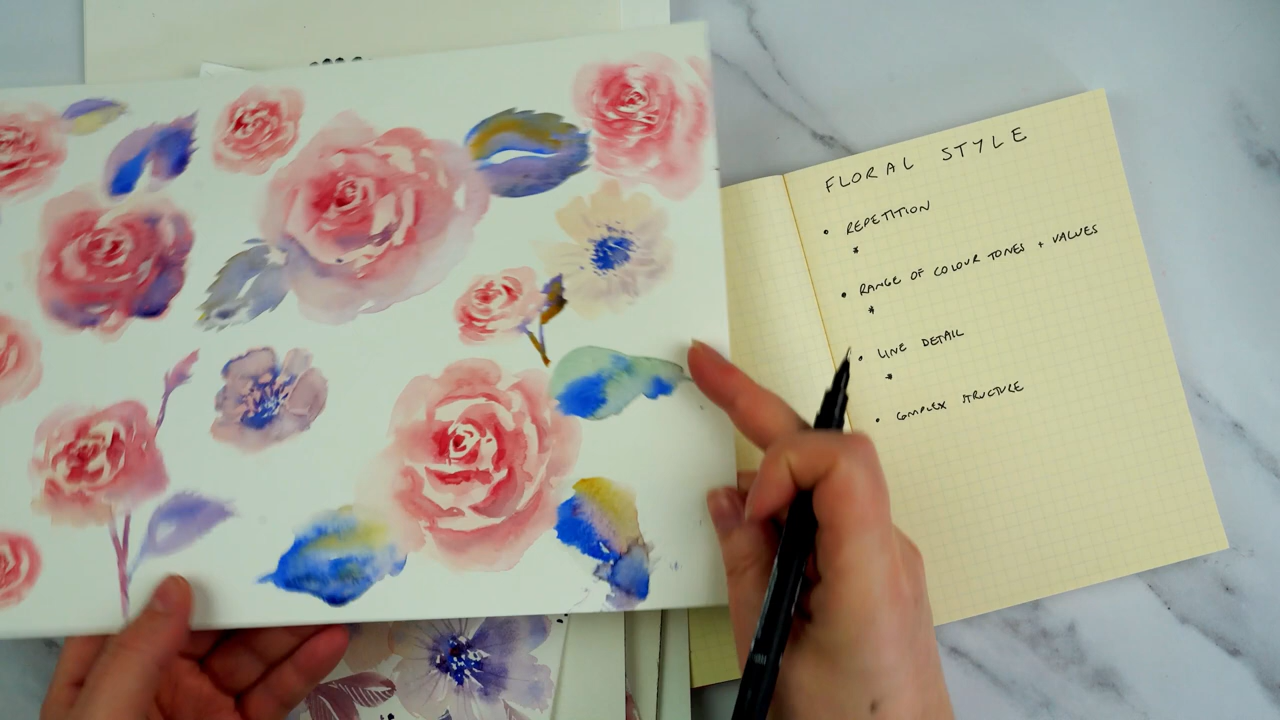 FLORAL STYLE
• REPETITION
*
• RANGE OF COLOUR TONES + VALUES
*
• LINE DETAIL
*
• COMPLEX STRUCTURE